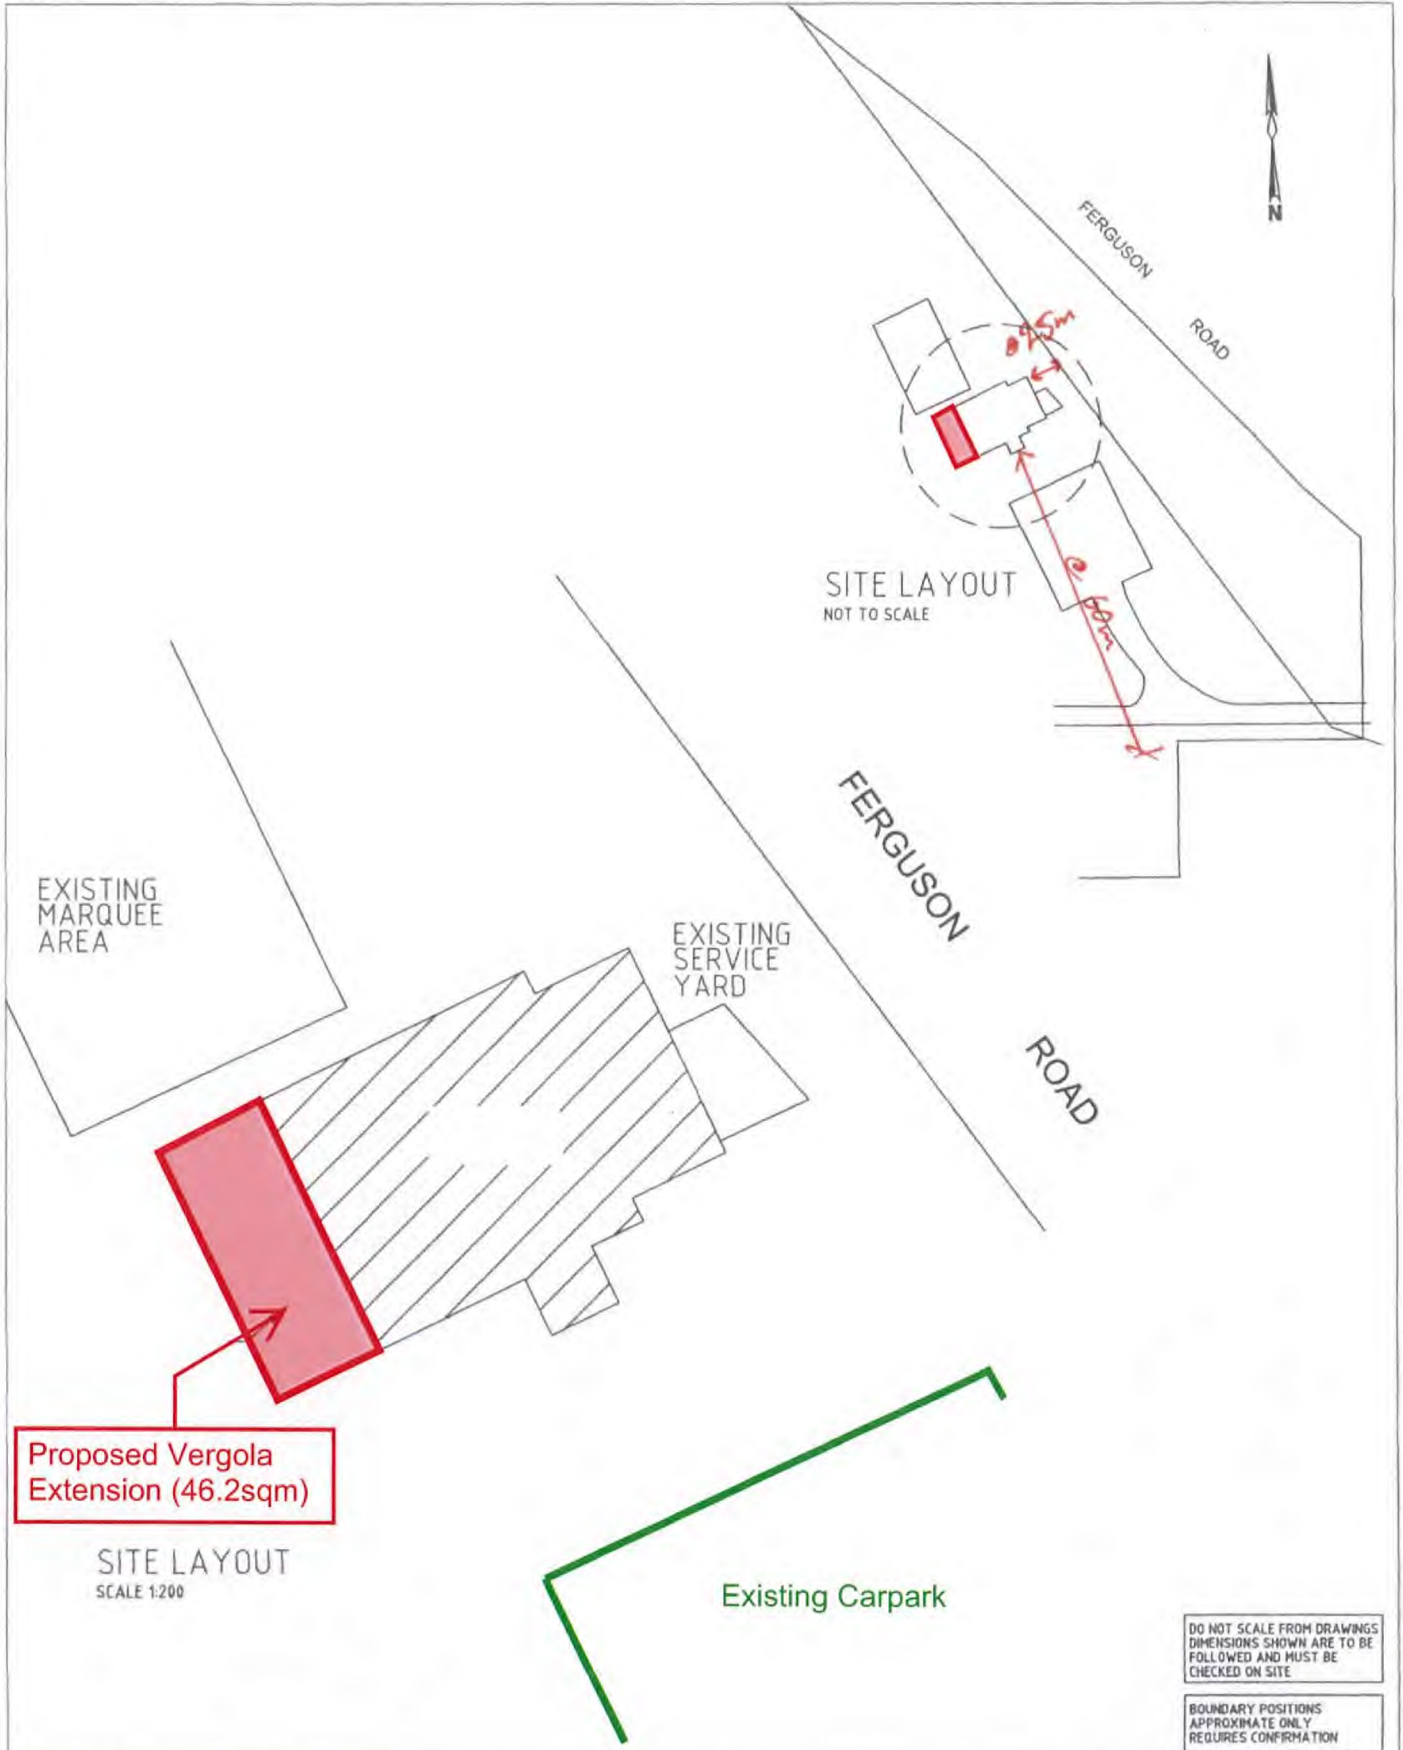 N
FERGUSON
ROAD
5m
SITE LAYOUT
NOT TO SCALE
60m
FERGUSON
ROAD
EXISTING
MARQUEE
AREA
EXISTING
SERVICE
YARD
Proposed Vergola
Extension (46.2sqm)
SITE LAYOUT
SCALE 1:200
Existing Carpark
DO NOT SCALE FROM DRAWINGS
DIMENSIONS SHOWN ARE TO BE
FOLLOWED AND MUST BE
CHECKED ON SITE
BOUNDARY POSITIONS
APPROXIMATE ONLY
REQUIRES CONFIRMATION